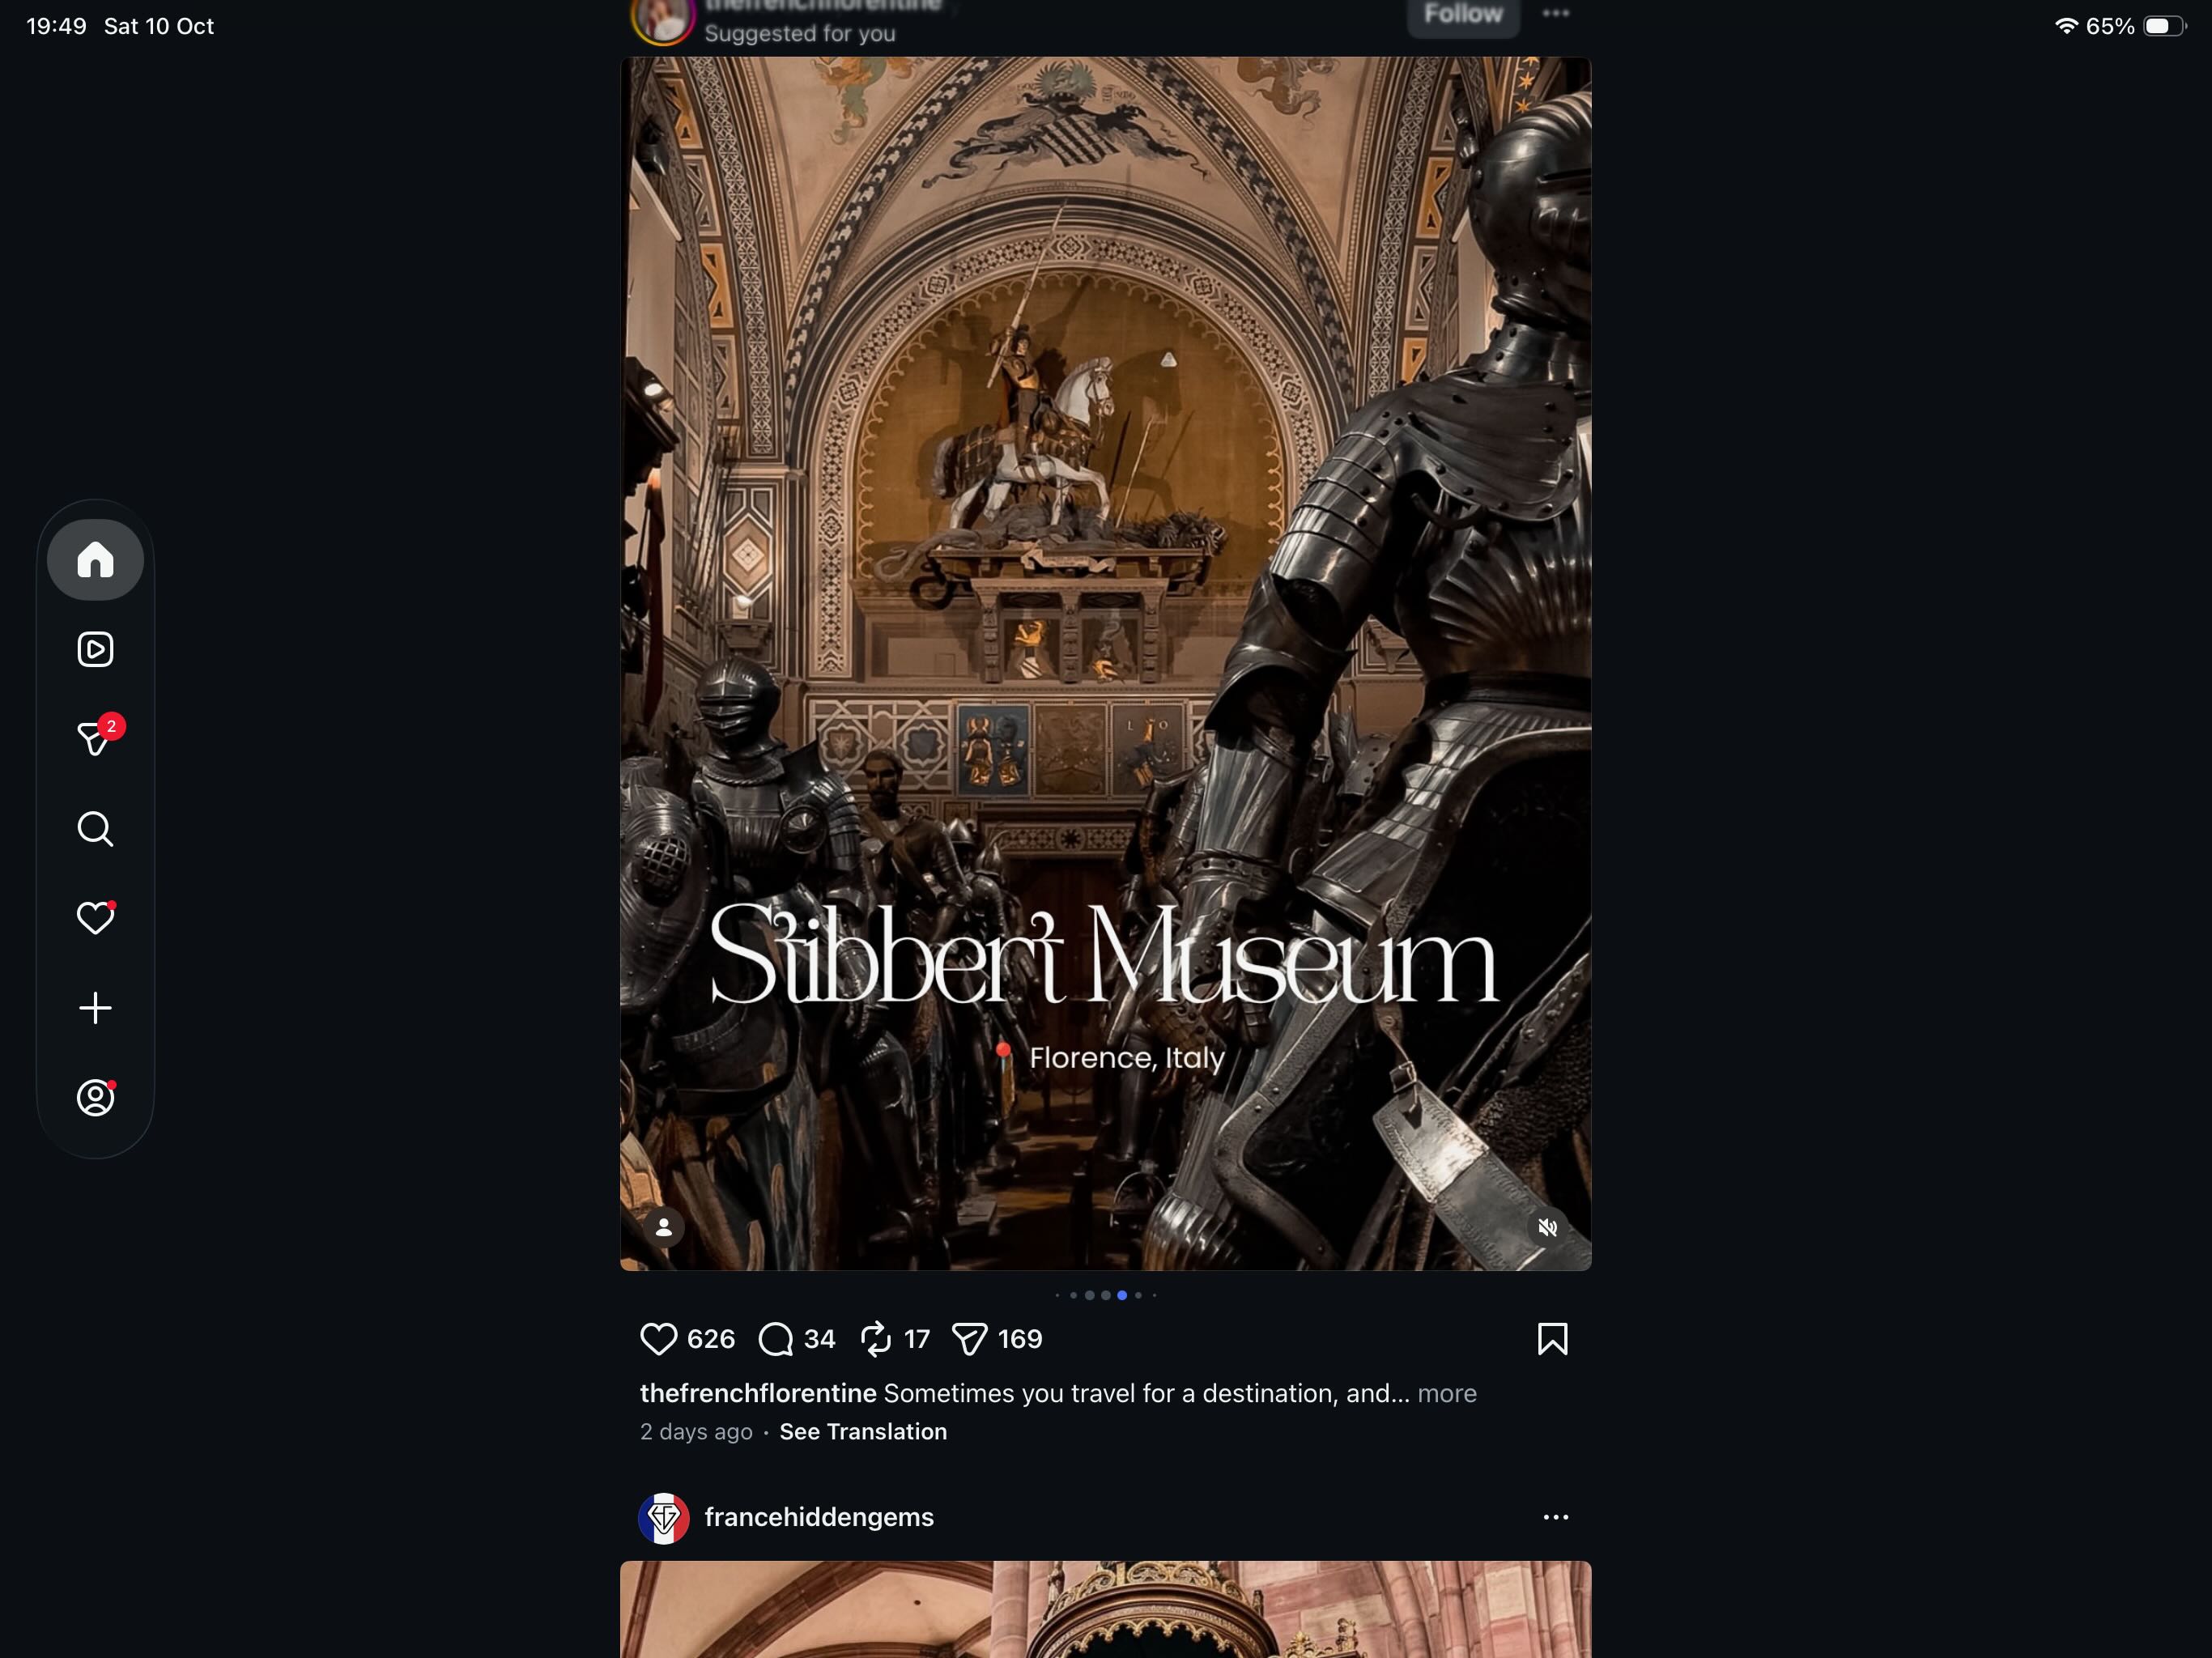 19:49 Sat 10 Oct
65%
thefrenchflorentine
Suggested for you
Follow
2
L O
Stibbert Museum
📍 Florence, Italy
626 34 17 169
thefrenchflorentine Sometimes you travel for a destination, and... more
2 days ago • See Translation
francehiddengems